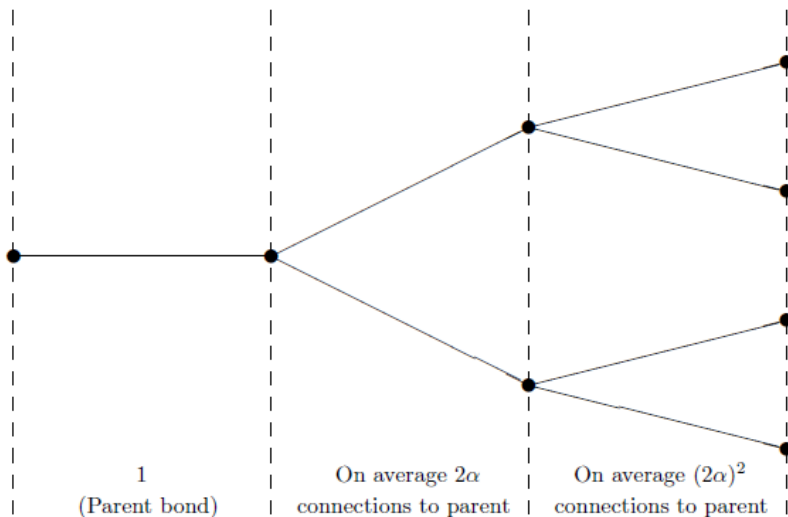 1
(Parent bond)
On average 2α
connections to parent
On average (2α)²
connections to parent